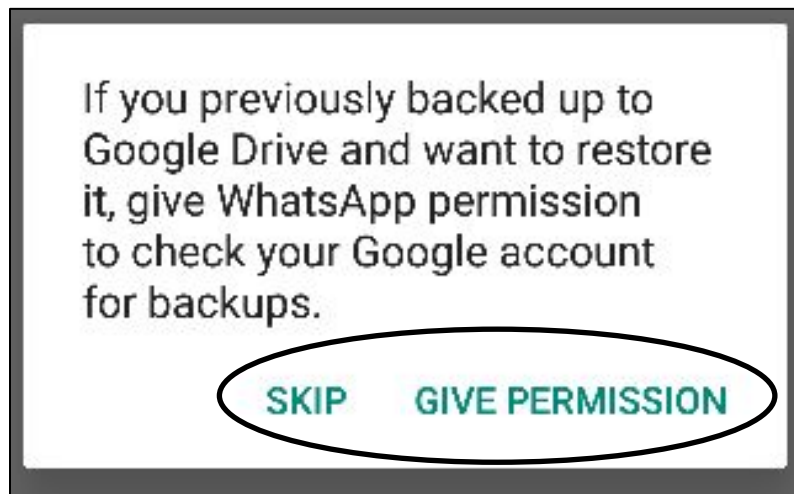 If you previously backed up to
Google Drive and want to restore
it, give WhatsApp permission
to check your Google account
for backups.
SKIP GIVE PERMISSION